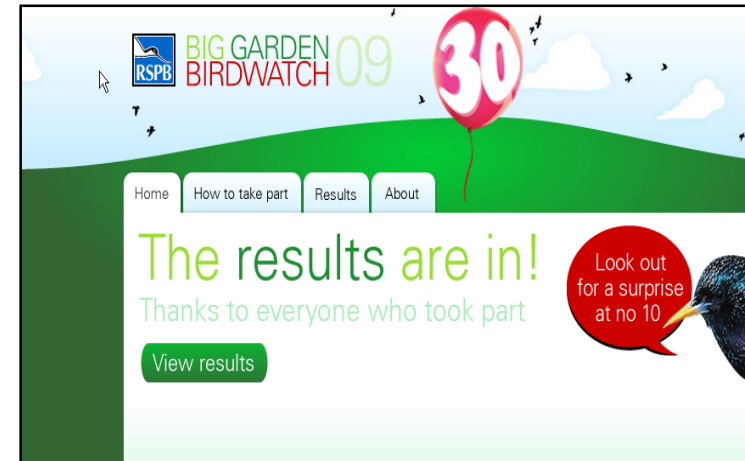 RSPB
BIG GARDEN
BIRDWATCH 09
30
Home How to take part Results About
The results are in!
Thanks to everyone who took part
View results
Look out
for a surprise
at no 10